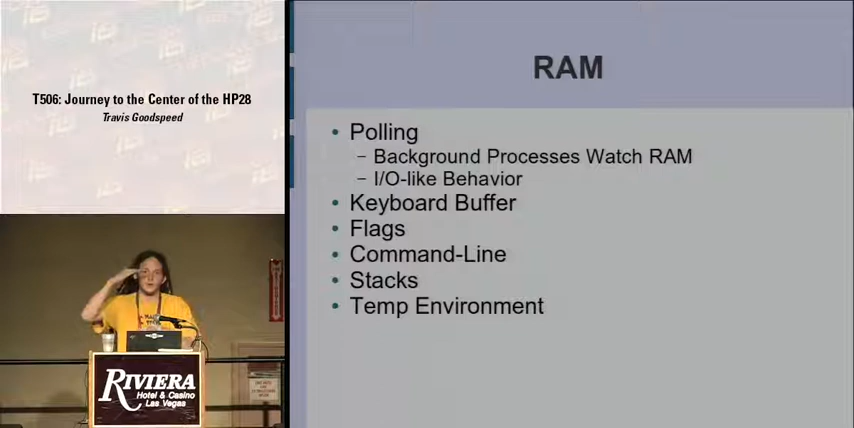 T506: Journey to the Center of the HP28
Travis Goodspeed
RAM
• Polling
– Background Processes Watch RAM
– I/O-like Behavior
• Keyboard Buffer
• Flags
• Command-Line
• Stacks
• Temp Environment
RIVIERA
Hotel & Casino
Las Vegas